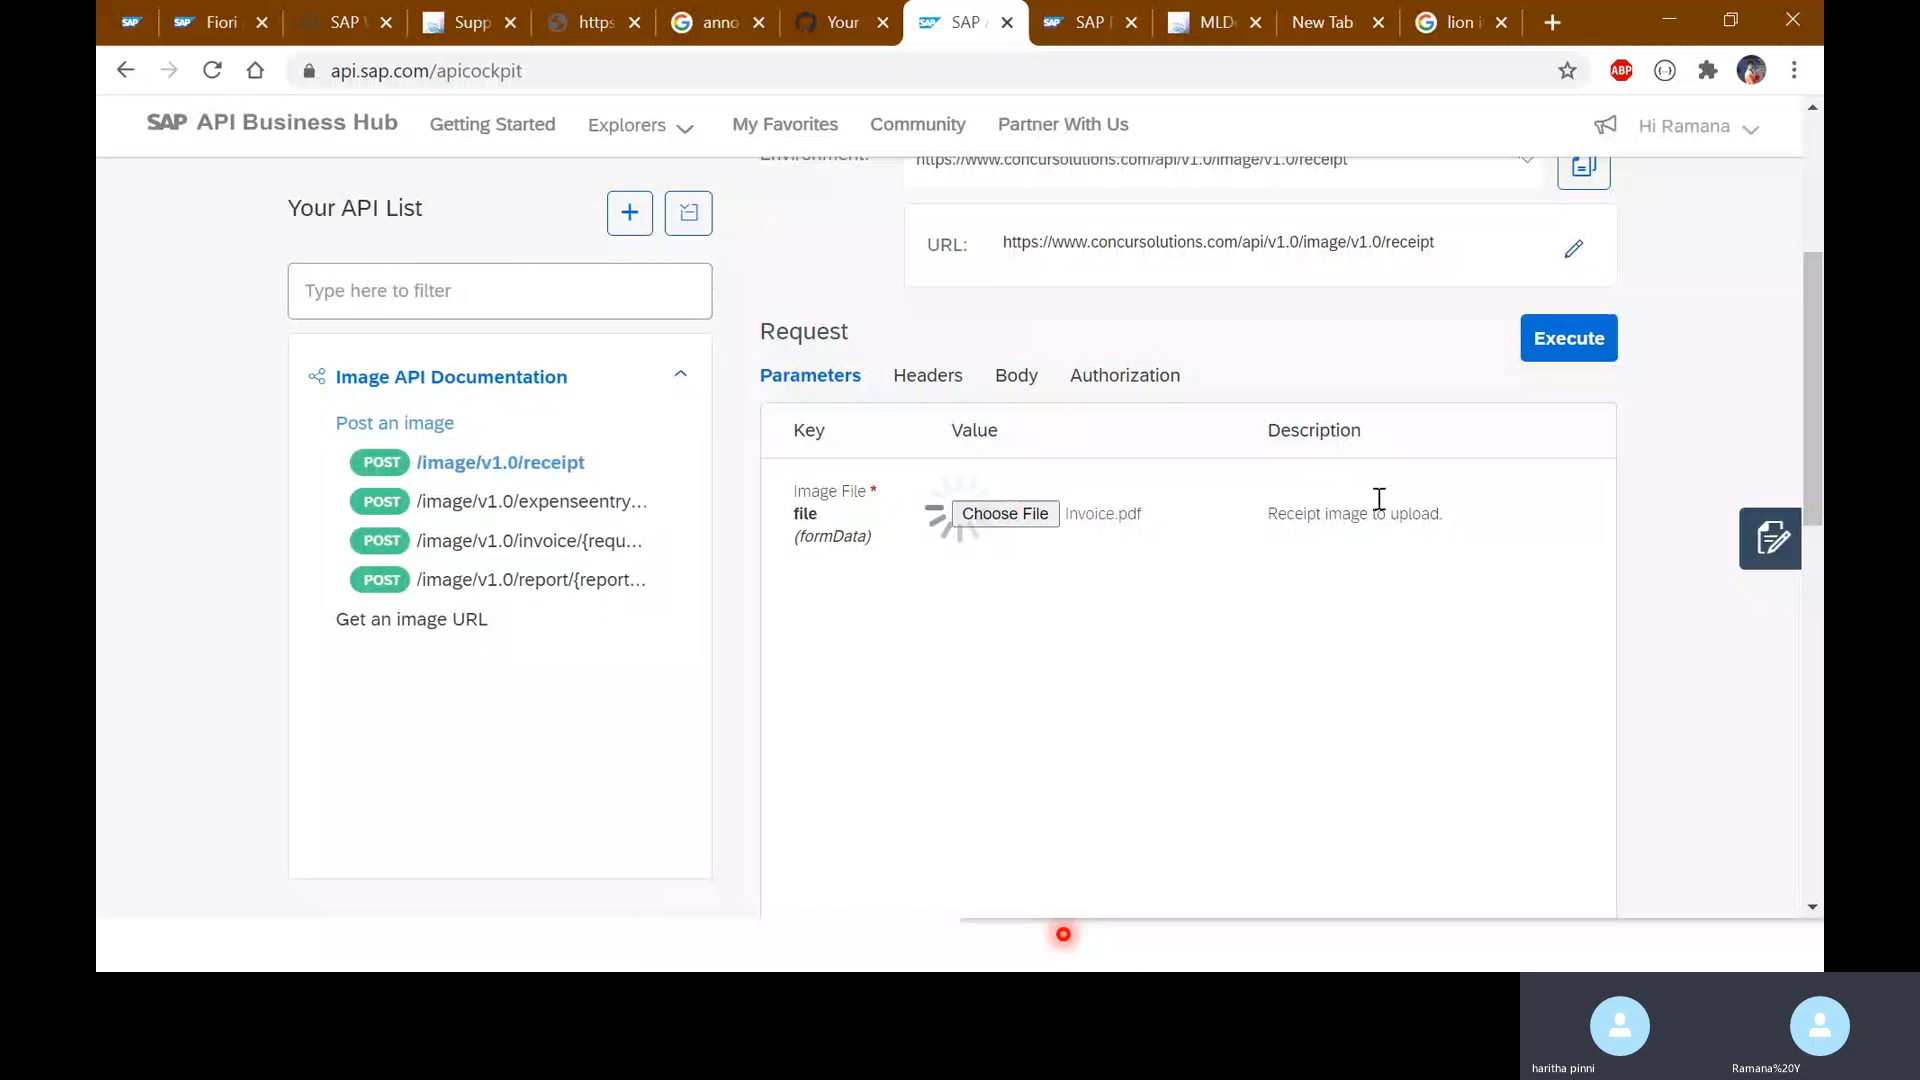 Fiori
SAP
Supp
https
anno
Your
SAP
SAP
MLD
New Tab
lion i
api.sap.com/apicockpit
ABP
SAP API Business Hub
Getting Started
Explorers
My Favorites
Community
Partner With Us
Hi Ramana
Environment:
https://www.concursolutions.com/api/v1.0/image/v1.0/receipt
Your API List
URL:
https://www.concursolutions.com/api/v1.0/image/v1.0/receipt
Type here to filter
Request
Execute
Parameters
Headers
Body
Authorization
Image API Documentation
Post an image
POST /image/v1.0/receipt
POST /image/v1.0/expenseentry...
POST /image/v1.0/invoice/{requ...
POST /image/v1.0/report/{report...
Get an image URL
Key
Value
Description
Image File *
file
(formData)
Choose File
Invoice.pdf
Receipt image to upload.
haritha pinni
Ramana%20Y